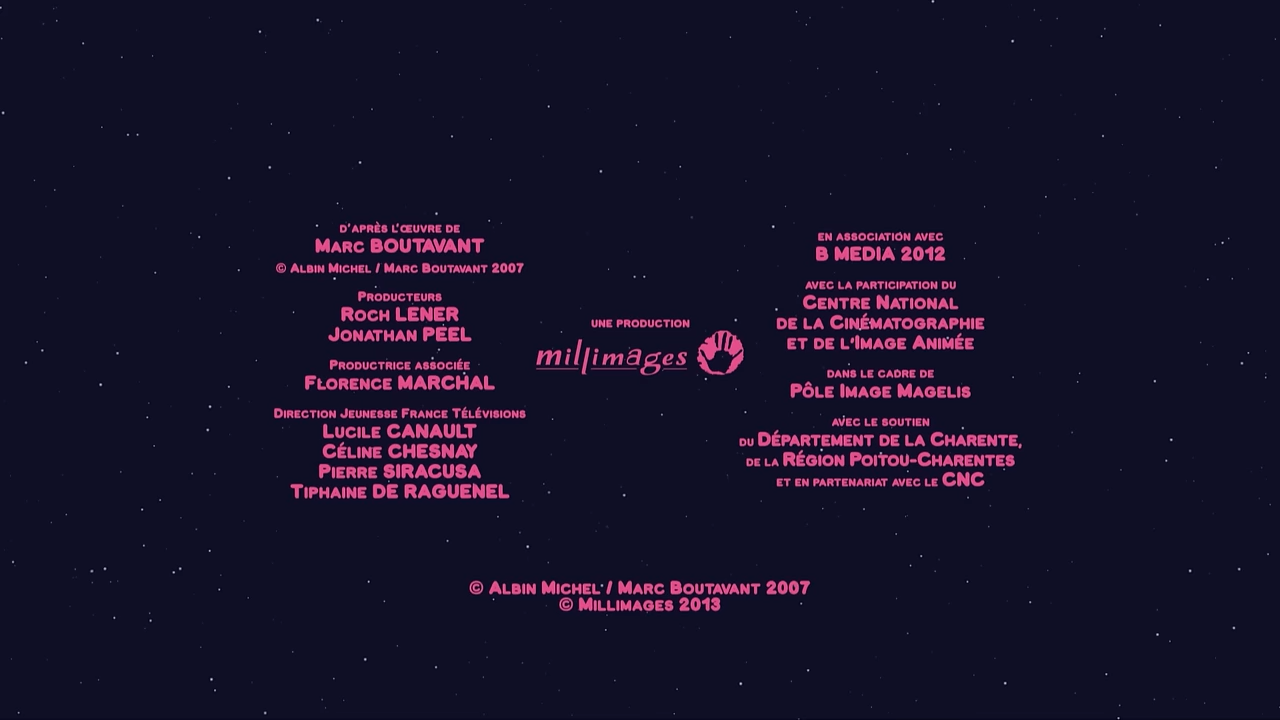 D'APRÈS L'ŒUVRE DE
MARC BOUTAVANT
© ALBIN MICHEL / MARC BOUTAVANT 2007
PRODUCTEURS
ROCH LENER
JONATHAN PEEL
PRODUCTRICE ASSOCIÉE
FLORENCE MARCHAL
DIRECTION JEUNESSE FRANCE TÉLÉVISIONS
LUCILE CANAULT
CÉLINE CHESNAY
PIERRE SIRACUSA
TIPHAINE DE RAGUENEL
UNE PRODUCTION
millimages
EN ASSOCIATION AVEC
B MEDIA 2012
AVEC LA PARTICIPATION DU
CENTRE NATIONAL
DE LA CINÉMATOGRAPHIE
ET DE L'IMAGE ANIMÉE
DANS LE CADRE DE
PÔLE IMAGE MAGELIS
AVEC LE SOUTIEN
DU DÉPARTEMENT DE LA CHARENTE,
DE LA RÉGION POITOU-CHARENTES
ET EN PARTENARIAT AVEC LE CNC
© ALBIN MICHEL / MARC BOUTAVANT 2007
© MILLIMAGES 2013